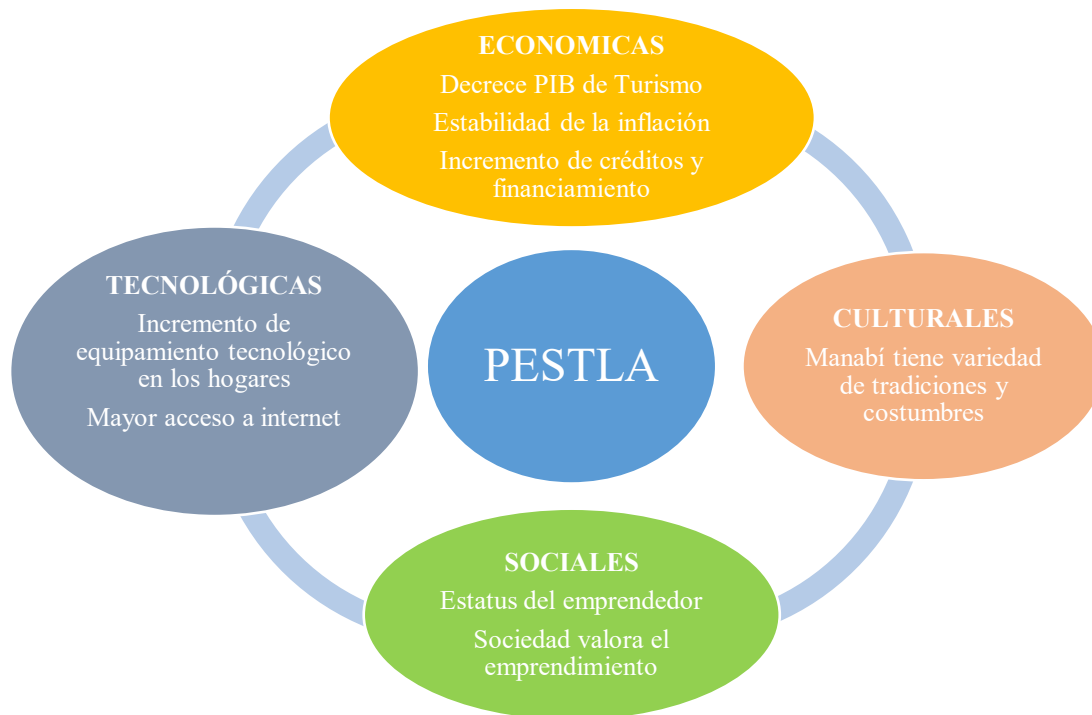 ECONOMICAS
Decrece PIB de Turismo
Estabilidad de la inflación
Incremento de créditos y
financiamiento
TECNOLÓGICAS
Incremento de
equipamiento tecnológico
en los hogares
Mayor acceso a internet
PESTLA
CULTURALES
Manabí tiene variedad
de tradiciones y
costumbres
SOCIALES
Estatus del emprendedor
Sociedad valora el
emprendimiento